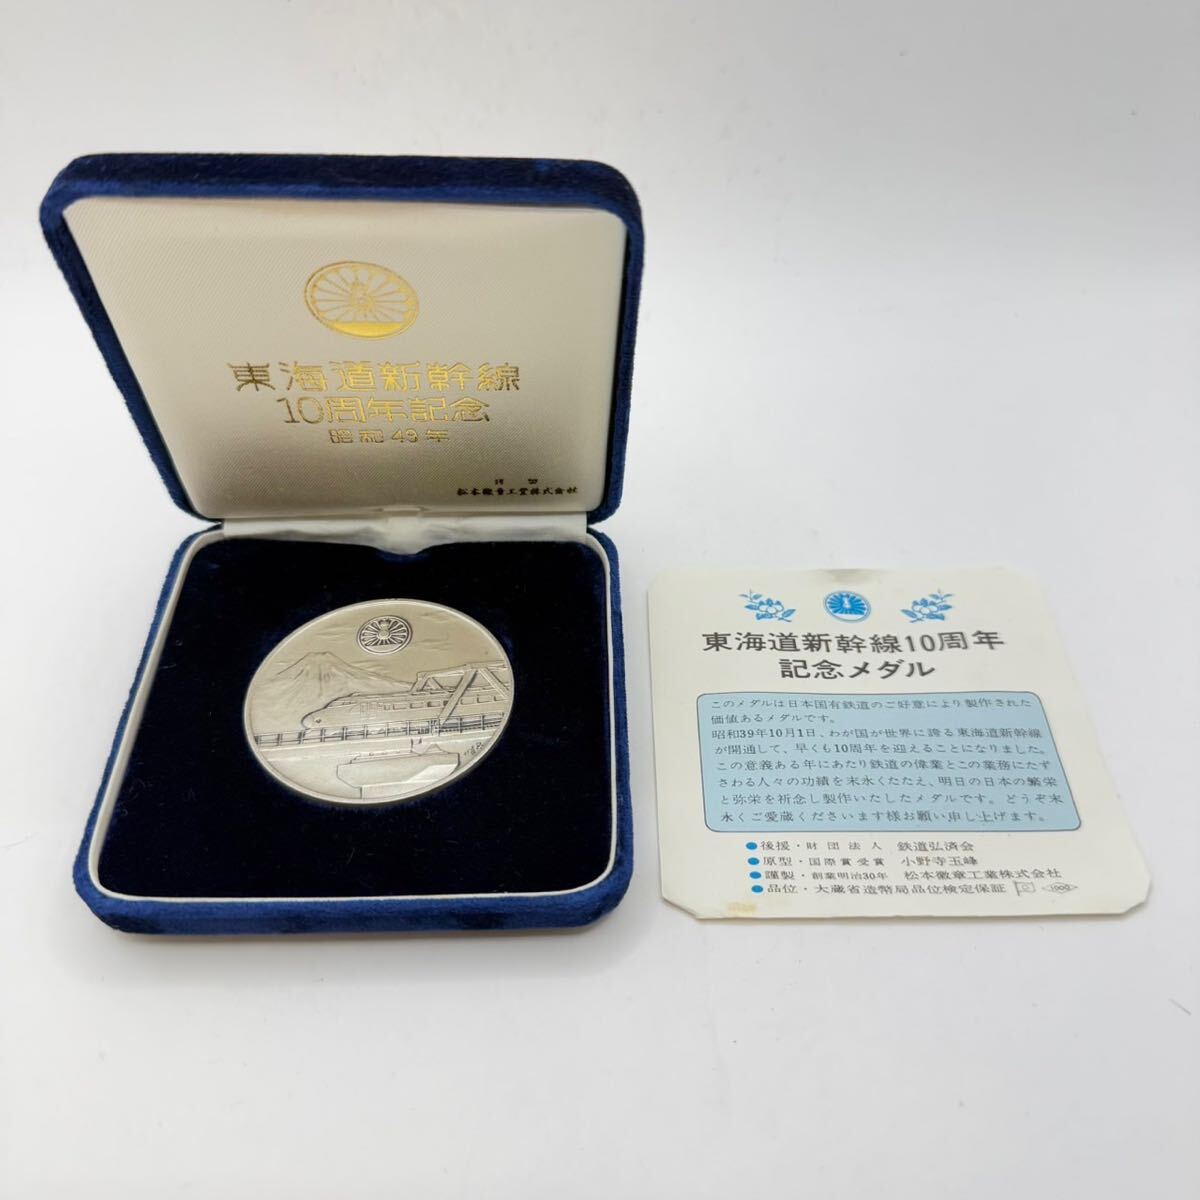 東海道新幹線
10周年記念
昭和49年
謹製
松本徽章工業株式会社
東海道新幹線10周年
記念メダル
このメダルは日本国有鉄道のご好意により製作された
価値あるメダルです。
昭和39年10月1日、わが国が世界に誇る東海道新幹線
が開通して、早くも10周年を迎えることになりました。
この意義ある年にあたり鉄道の偉業とこの業務にたず
さわる人々の功績を末永くたたえ、明日の日本の繁栄
と弥栄を祈念し製作いたしたメダルです。どうぞ末
永くご愛蔵くださいます様お願い申し上げます。
●後援・財団法人 鉄道弘済会
●原型・国際賞受賞 小野寺玉峰
●謹製・創業明治30年 松本徽章工業株式会社
●品位・大蔵省造幣局品位検定保証 1000